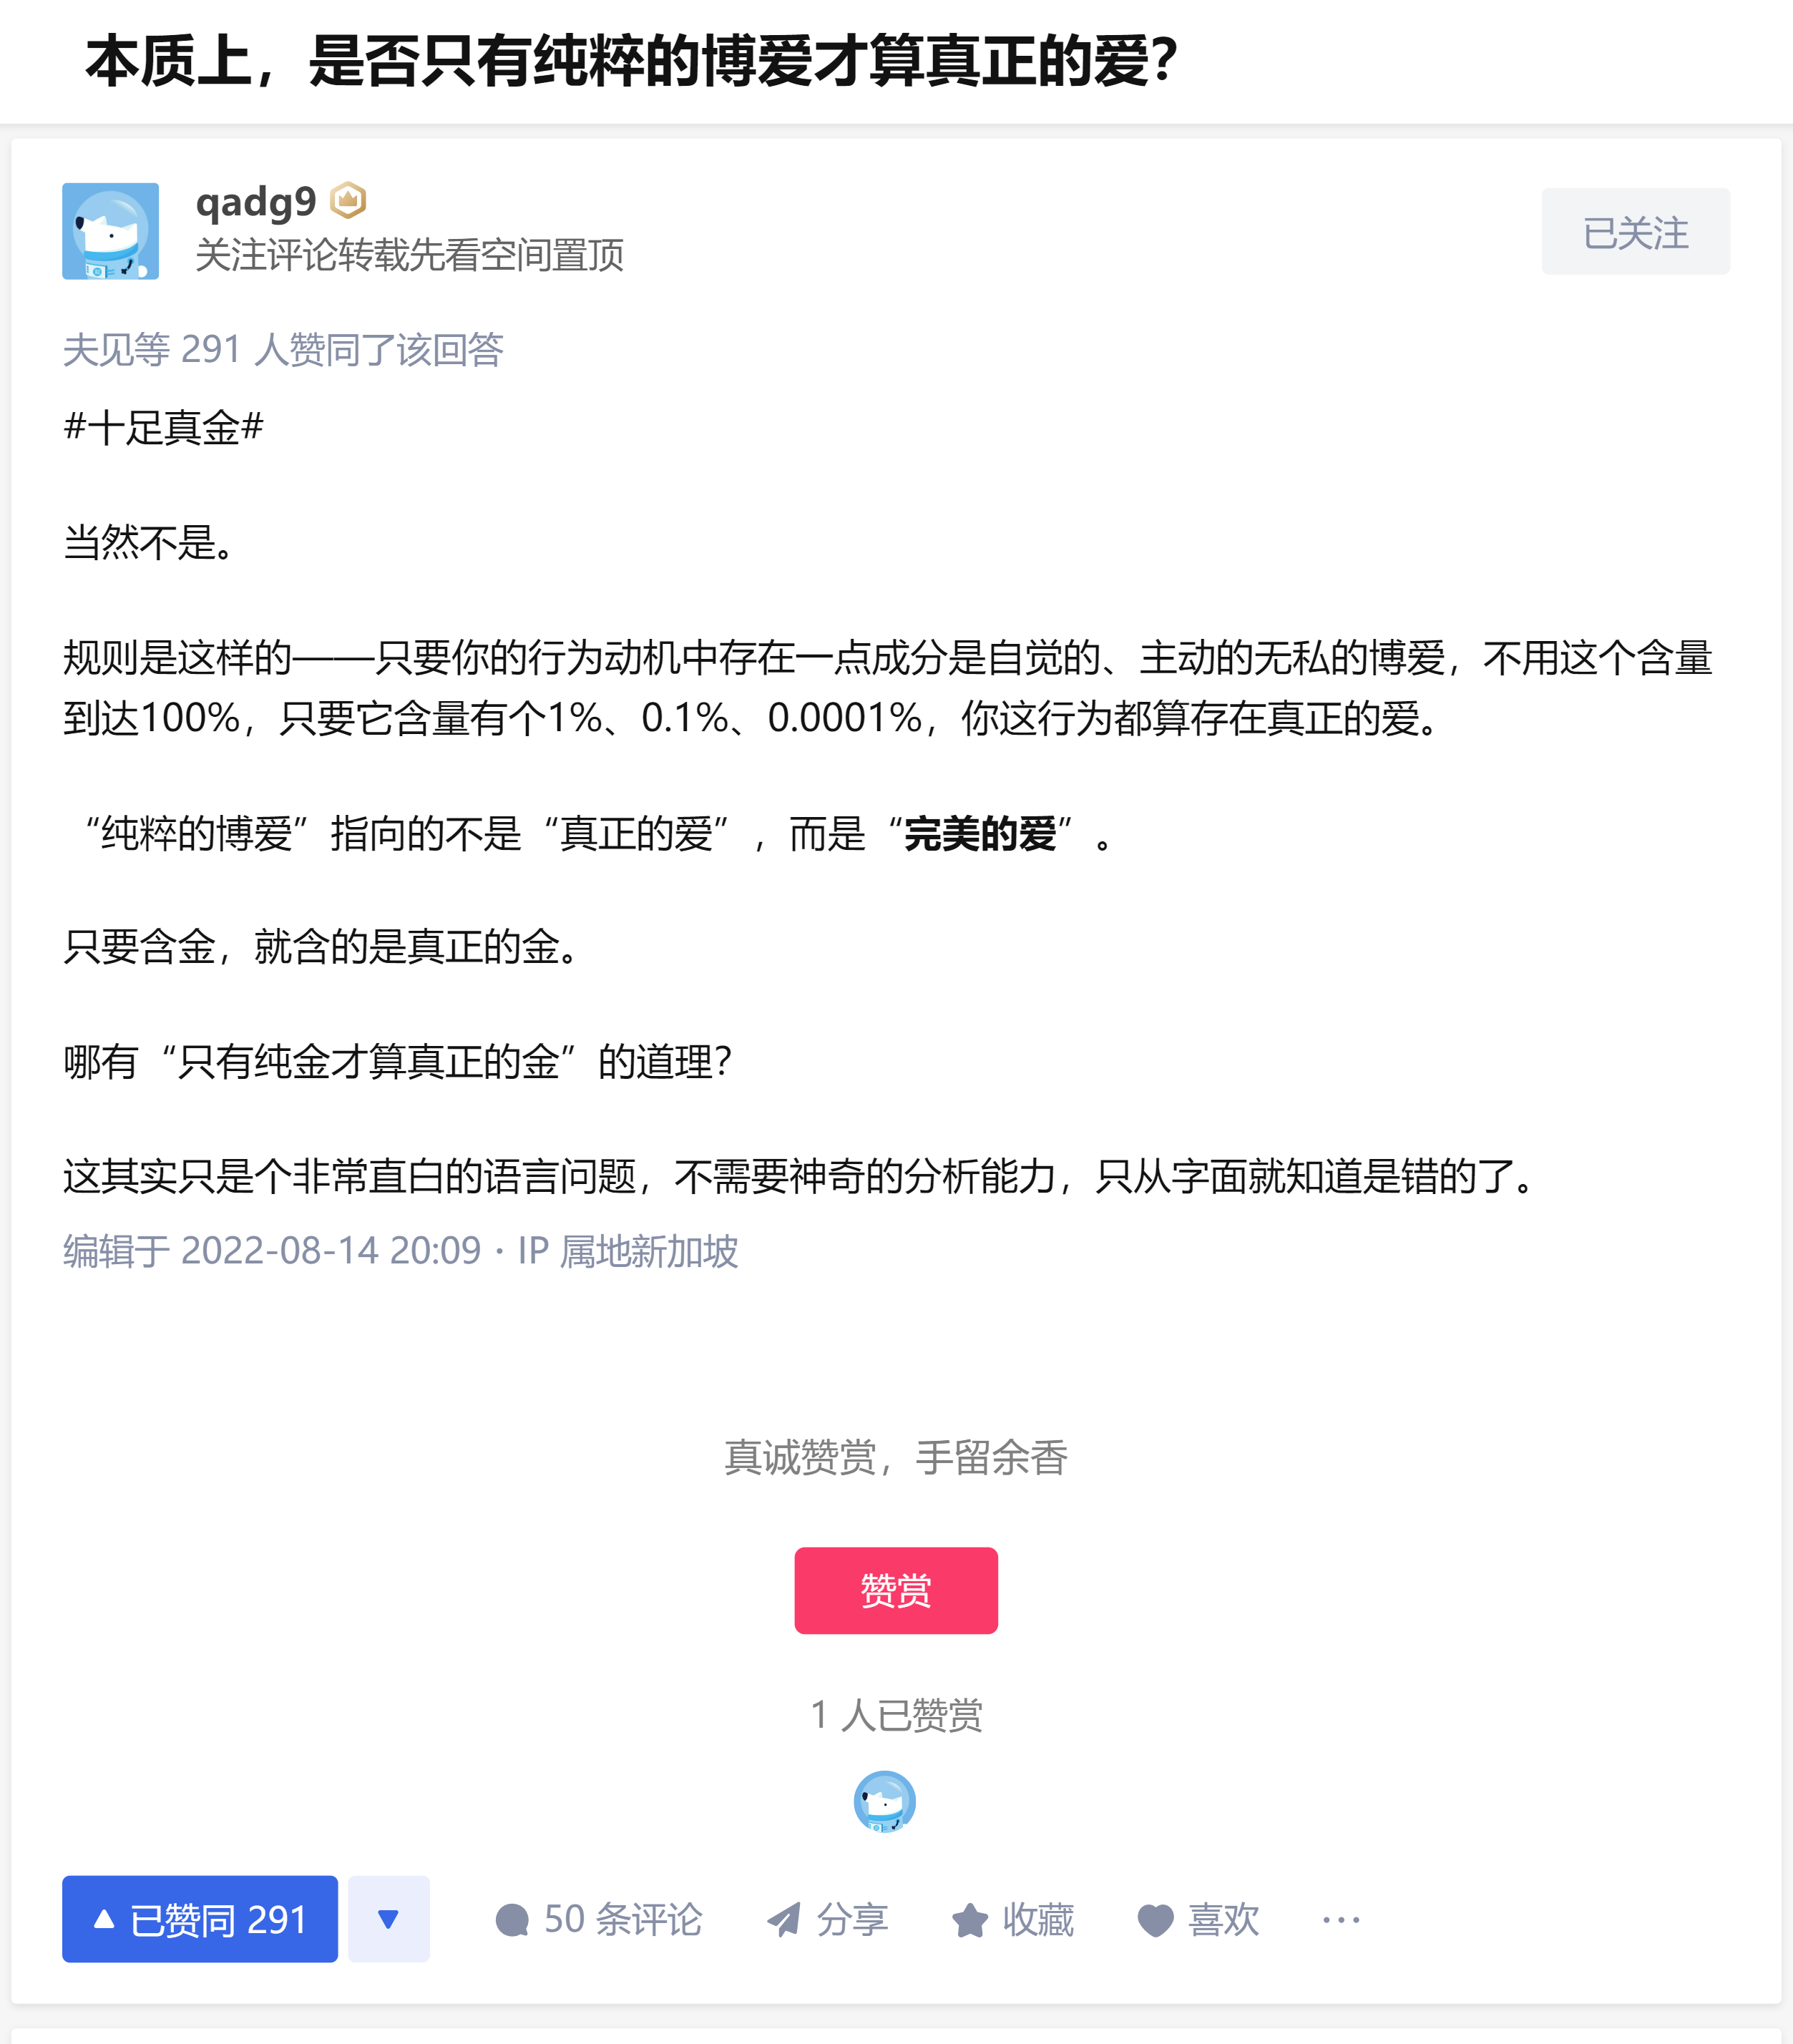 本质上，是否只有纯粹的博爱才算真正的爱？
qadg9
关注评论转载先看空间置顶
已关注
夫见等 291 人赞同了该回答
#十足真金#
当然不是。
规则是这样的——只要你的行为动机中存在一点成分是自觉的、主动的无私的博爱，不用这个含量
到达100%，只要它含量有个1%、0.1%、0.0001%，你这行为都算存在真正的爱。
“纯粹的博爱”指向的不是“真正的爱”，而是“完美的爱”。
只要含金，就含的是真正的金。
哪有“只有纯金才算真正的金”的道理？
这其实只是个非常直白的语言问题，不需要神奇的分析能力，只从字面就知道是错的了。
编辑于 2022-08-14 20:09・IP 属地新加坡
真诚赞赏，手留余香
赞赏
1 人已赞赏
已赞同 291
50 条评论
分享
收藏
喜欢